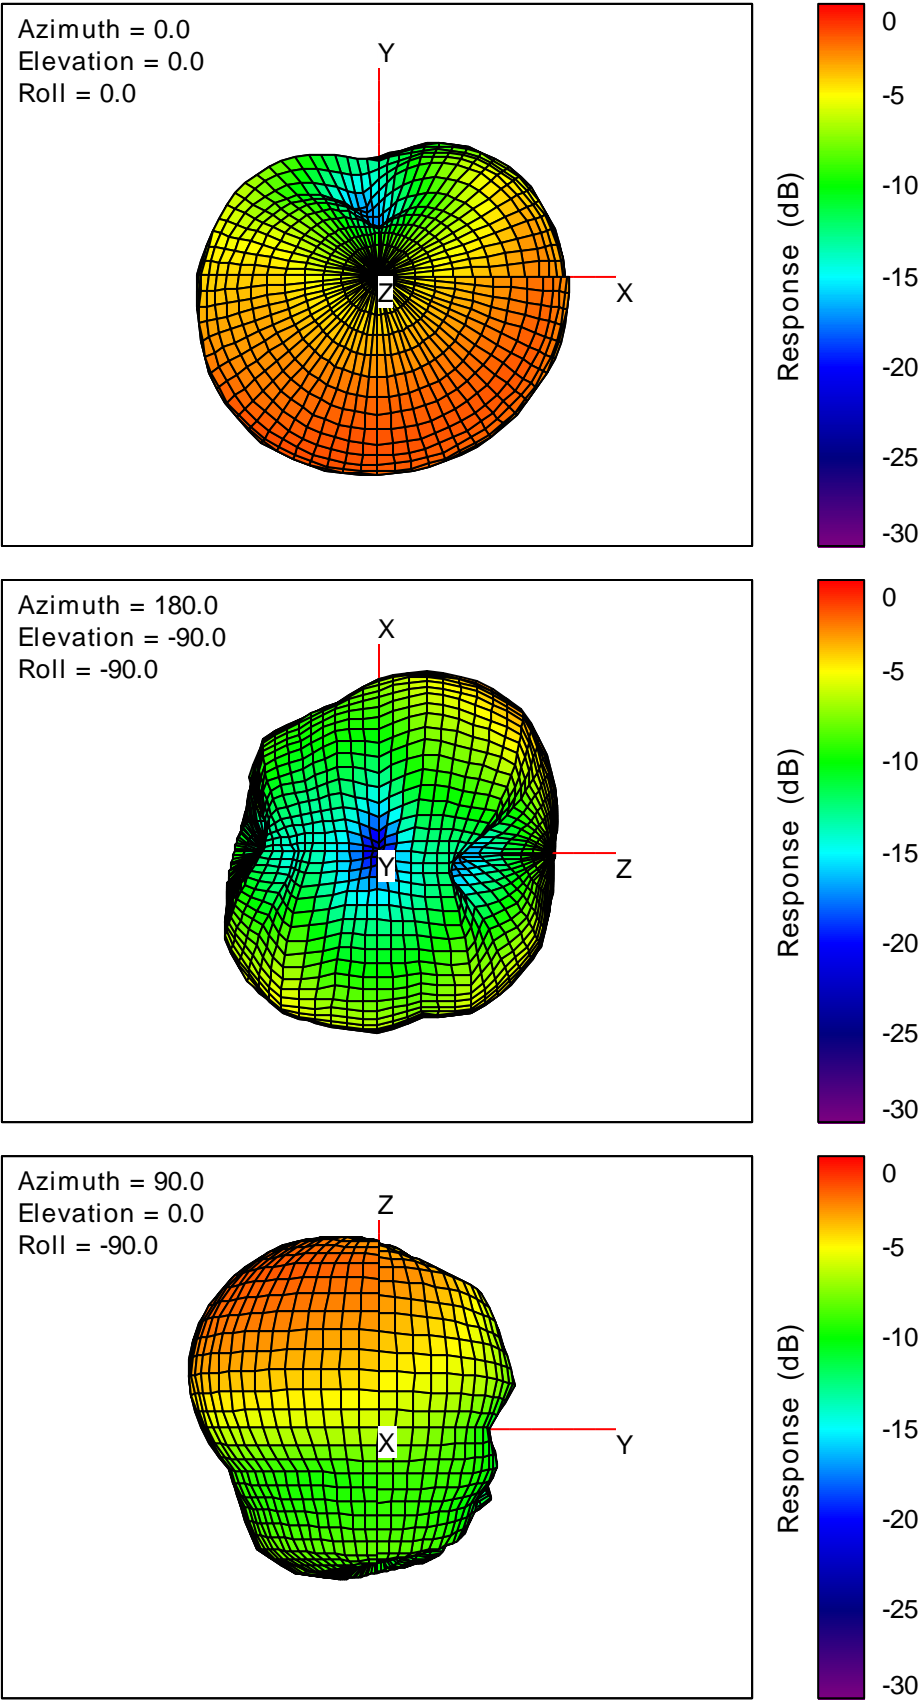 Azimuth = 0.0
Elevation = 0.0
Roll = 0.0
Y
X
Z
0
-5
-10
-15
-20
-25
-30
Response (dB)
Azimuth = 180.0
Elevation = -90.0
Roll = -90.0
X
Z
Y
0
-5
-10
-15
-20
-25
-30
Response (dB)
Azimuth = 90.0
Elevation = 0.0
Roll = -90.0
Z
Y
X
0
-5
-10
-15
-20
-25
-30
Response (dB)